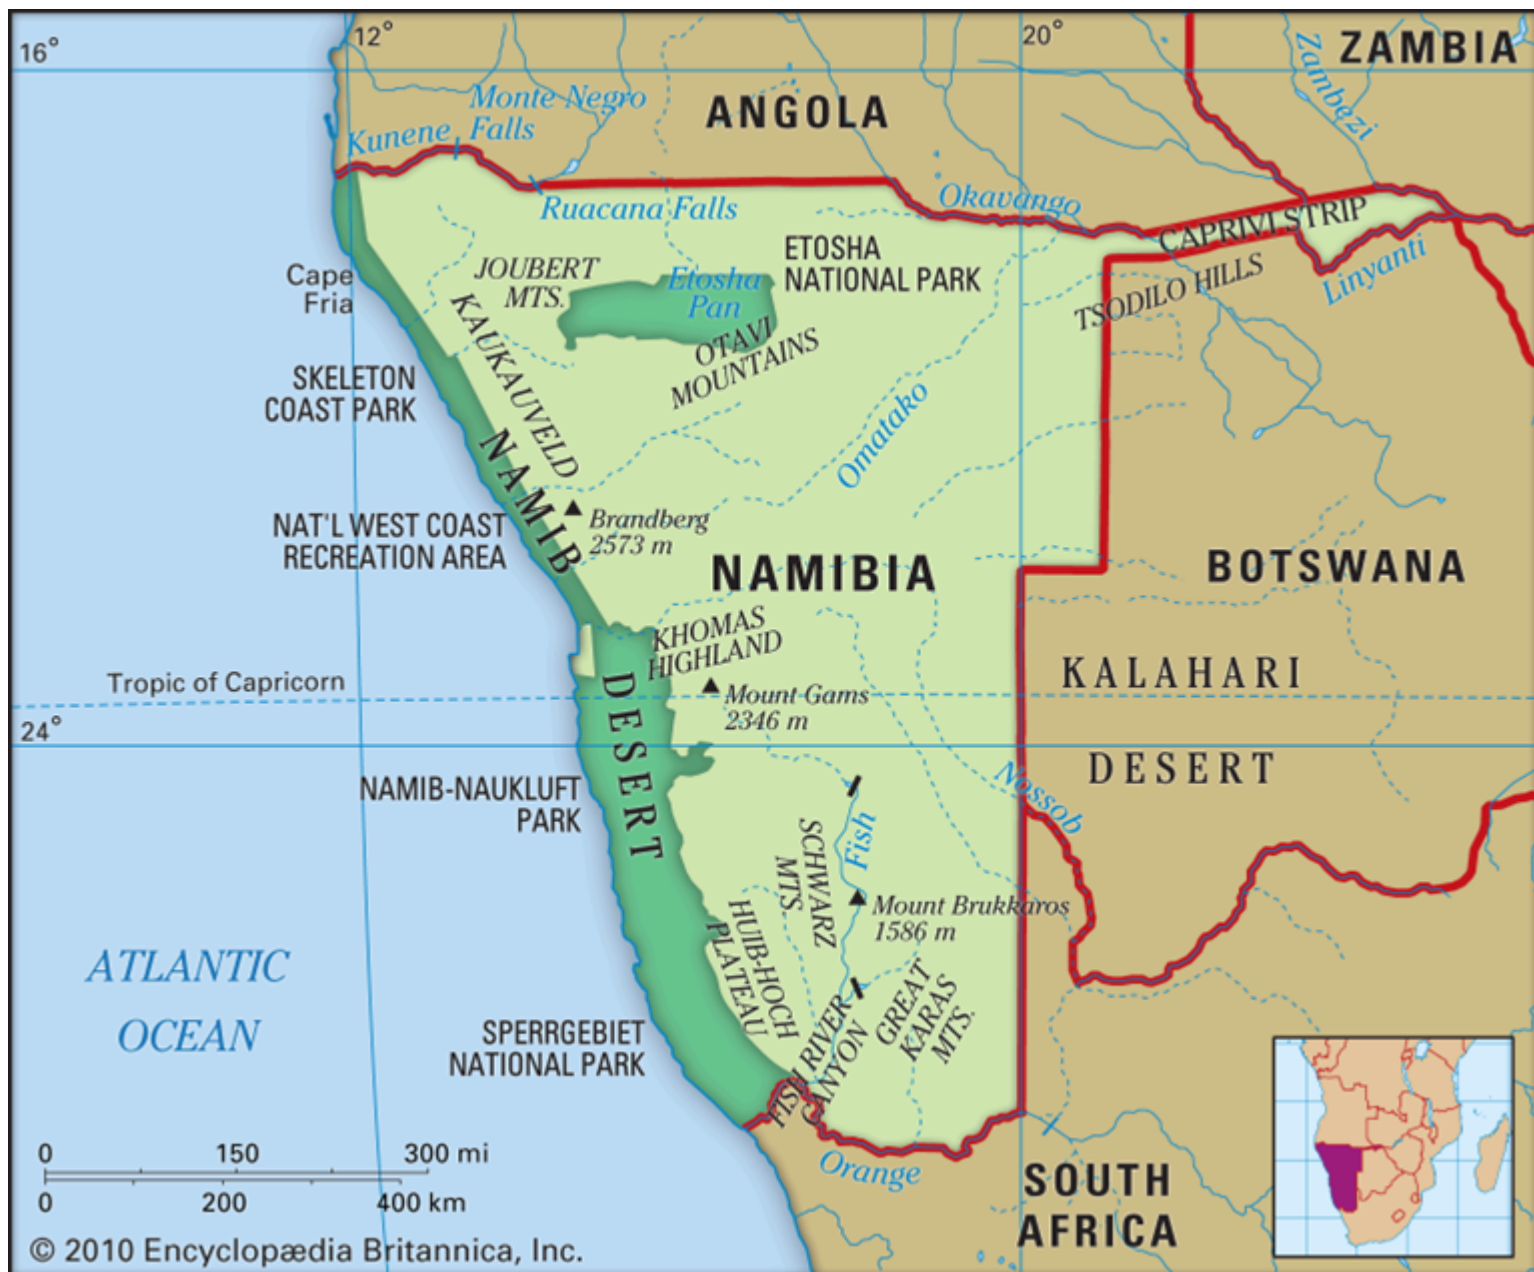 16°
12°
20°
ZAMBIA
Zambezi
Monte Negro
Falls
ANGOLA
Kunene
Ruacana Falls
Okavango
CAPRIVI STRIP
Linyanti
ETOSHA
NATIONAL PARK
JOUBERT
MTS.
Etosha
Pan
TSODILO HILLS
Cape
Fria
KAUKAUVELD
OTAVI
MOUNTAINS
SKELETON
COAST PARK
Omatako
NAMIB
NAT'L WEST COAST
RECREATION AREA
Brandberg
2573 m
NAMIBIA
BOTSWANA
KHOMAS
HIGHLAND
KALAHARI
Tropic of Capricorn
DESERT
Mount Gams
2346 m
24°
DESERT
NAMIB-NAUKLUFT
PARK
Nossob
Fish
SCHWARZ
MTS.
Mount Brukkaros
1586 m
HUIB-HOCH
PLATEAU
ATLANTIC
OCEAN
GREAT
KARAS
MTS.
SPERRGEBIET
NATIONAL PARK
FISH RIVER
CANYON
0 150 300 mi
0 200 400 km
Orange
SOUTH
AFRICA
© 2010 Encyclopædia Britannica, Inc.